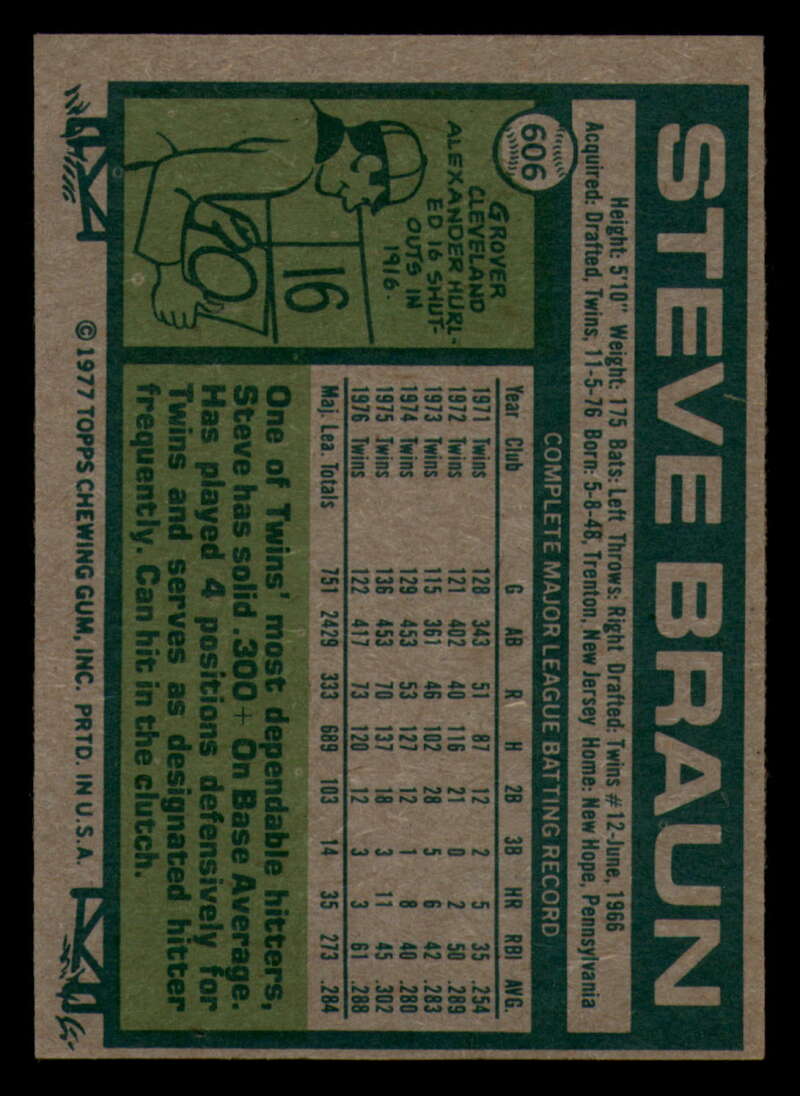 STEVE BRAUN
606
Height: 5'10" Weight: 175 Bats: Left Throws: Right Drafted: Twins #12-June, 1966
Acquired: Drafted, Twins, 11-5-76 Born: 5-8-48, Trenton, New Jersey Home: New Hope, Pennsylvania
COMPLETE MAJOR LEAGUE BATTING RECORD
Year Club G AB R H 2B 3B HR RBI AVG.
1971 Twins 128 343 51 87 12 2 5 35 .254
1972 Twins 121 402 40 116 21 0 2 50 .289
1973 Twins 115 361 46 102 28 5 6 42 .283
1974 Twins 129 453 53 127 12 1 8 40 .280
1975 Twins 136 453 70 137 18 3 11 45 .302
1976 Twins 122 417 73 120 12 3 3 61 .288
Maj. Lea. Totals 751 2429 333 689 103 14 35 273 .284
GROVER
CLEVELAND
ALEXANDER HURL-
ED 16 SHUT-
OUTS IN
1916.
16
0
One of Twins' most dependable hitters,
Steve has solid .300+ On Base Average.
Has played 4 positions defensively for
Twins and serves as designated hitter
frequently. Can hit in the clutch.
© 1977 TOPPS CHEWING GUM, INC. PRTD. IN U.S.A.